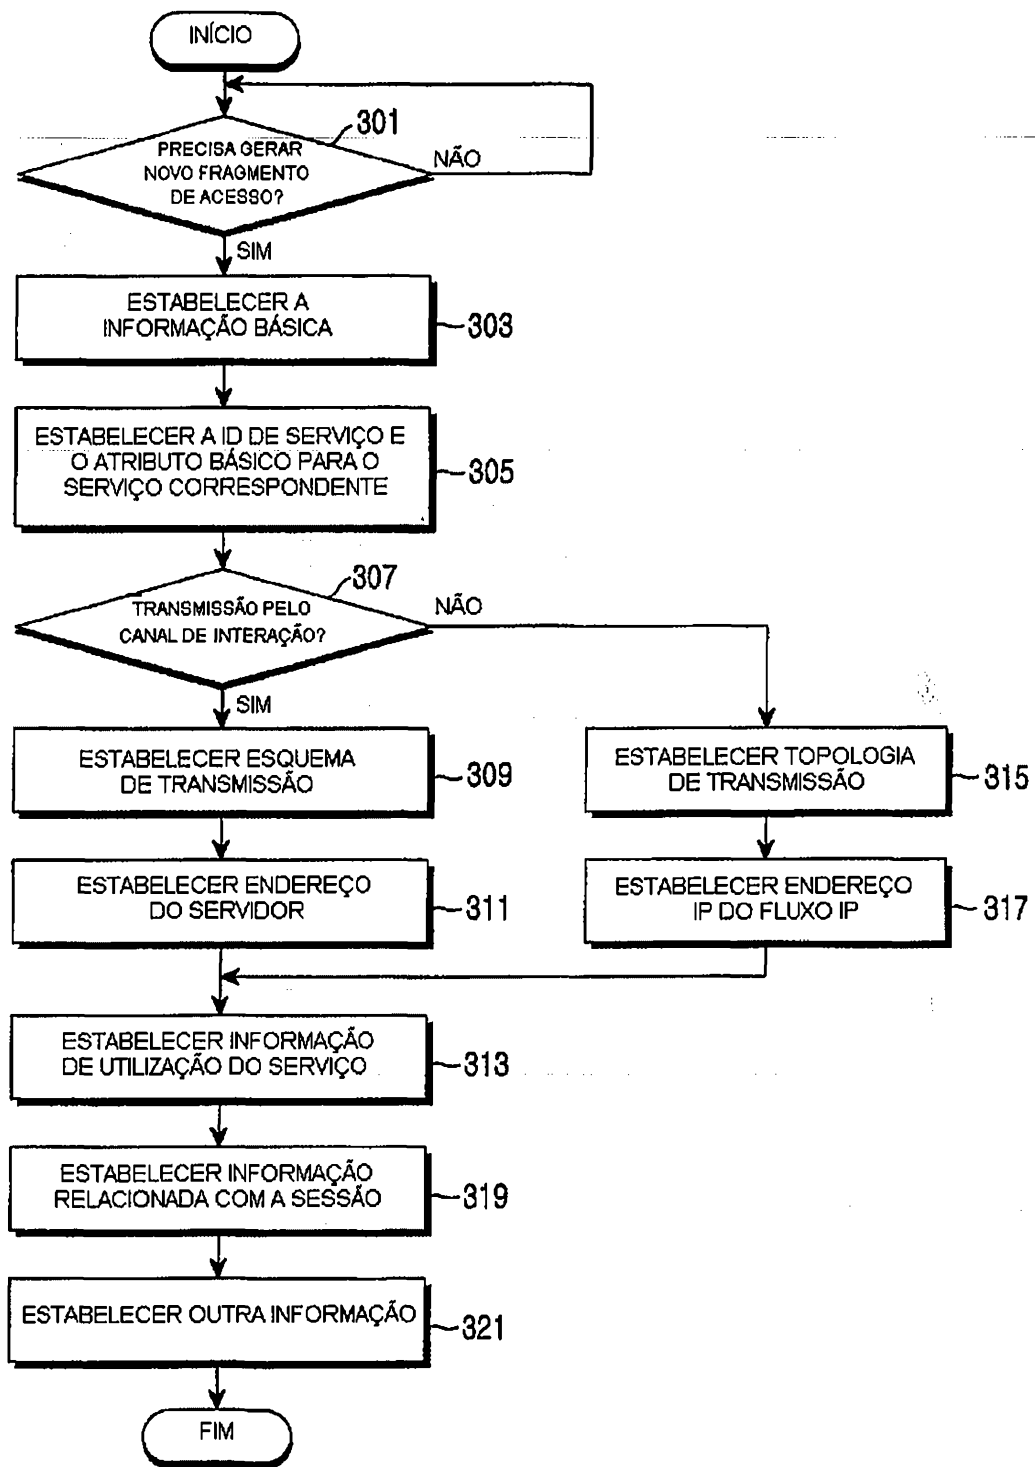 INÍCIO
301
PRECISA GERAR
NOVO FRAGMENTO
DE ACESSO?
NÃO
SIM
ESTABELECER A
INFORMAÇÃO BÁSICA
303
ESTABELECER A ID DE SERVIÇO E
O ATRIBUTO BÁSICO PARA O
SERVIÇO CORRESPONDENTE
305
307
TRANSMISSÃO PELO
CANAL DE INTERAÇÃO?
NÃO
SIM
ESTABELECER ESQUEMA
DE TRANSMISSÃO
309
ESTABELECER TOPOLOGIA
DE TRANSMISSÃO
315
ESTABELECER ENDEREÇO
DO SERVIDOR
311
ESTABELECER ENDEREÇO
IP DO FLUXO IP
317
ESTABELECER INFORMAÇÃO
DE UTILIZAÇÃO DO SERVIÇO
313
ESTABELECER INFORMAÇÃO
RELACIONADA COM A SESSÃO
319
ESTABELECER OUTRA INFORMAÇÃO
321
FIM